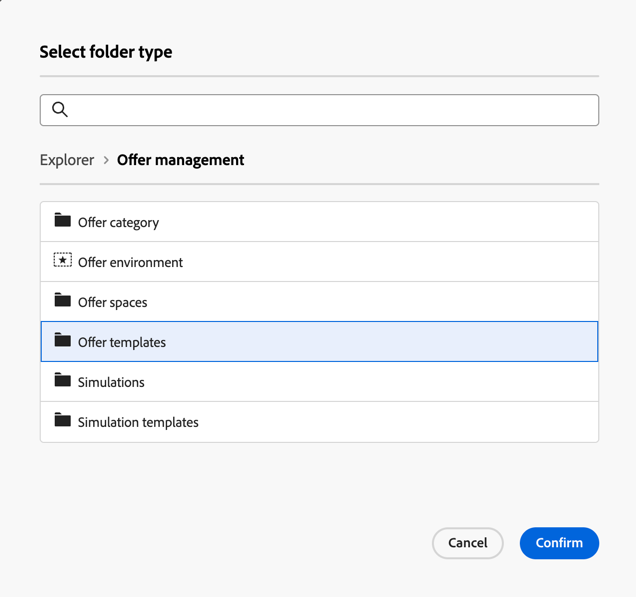 Select folder type
Explorer > Offer management
Offer category
Offer environment
Offer spaces
Offer templates
Simulations
Simulation templates
Cancel Confirm